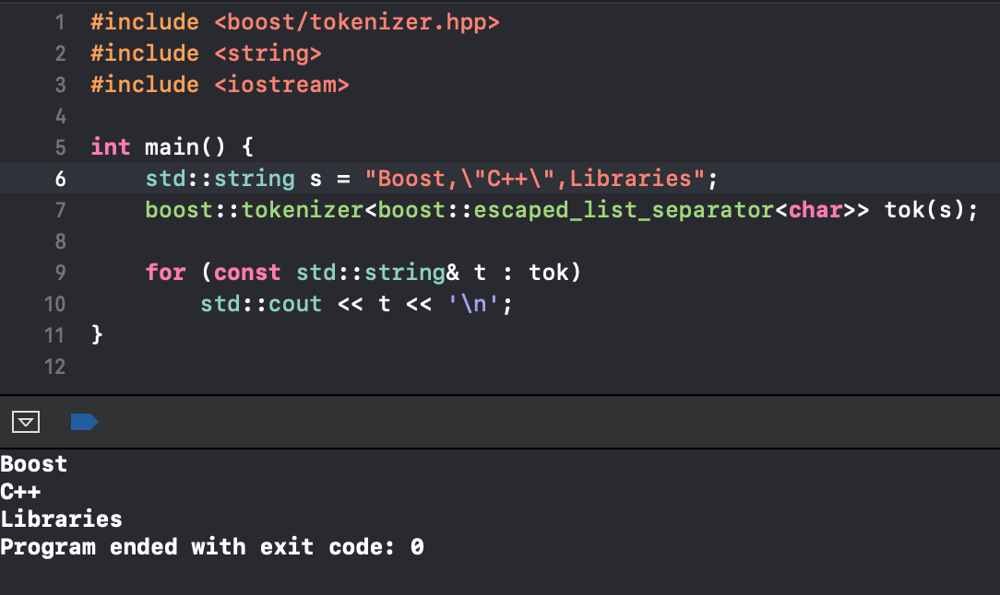 1 #include <boost/tokenizer.hpp>
2 #include <string>
3 #include <iostream>
4
5 int main() {
6     std::string s = "Boost,\"C++\",Libraries";
7     boost::tokenizer<boost::escaped_list_separator<char>> tok(s);
8
9     for (const std::string& t : tok)
10         std::cout << t << '\n';
11 }
12
Boost
C++
Libraries
Program ended with exit code: 0